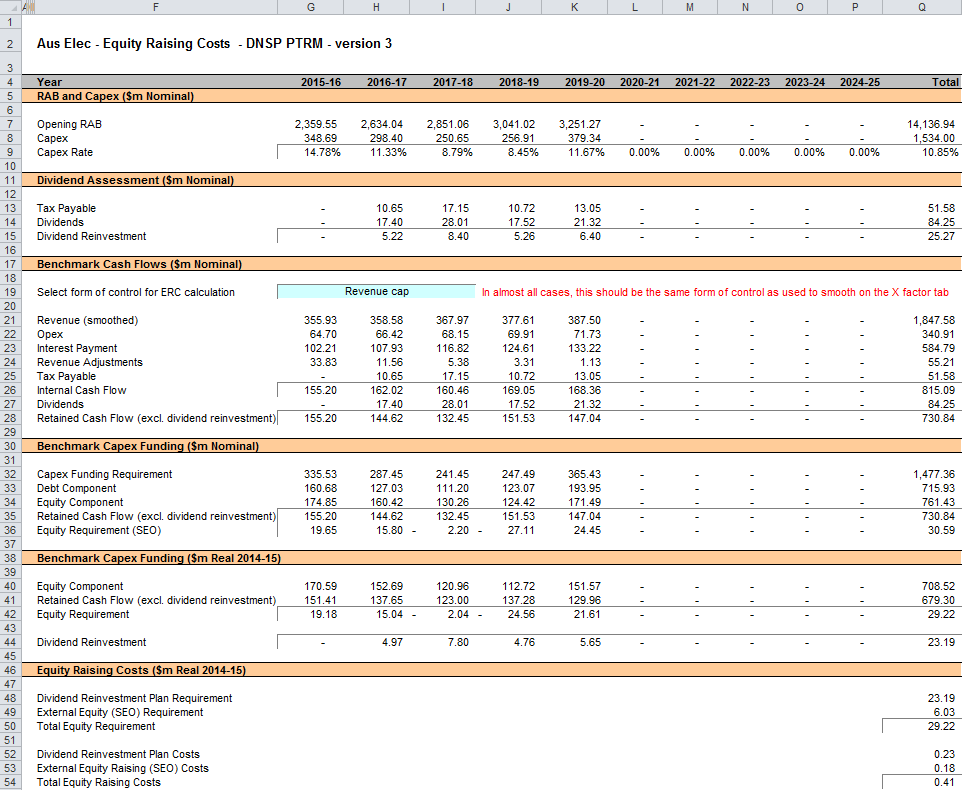 A F G H I J K L M N O P Q
1
2 Aus Elec - Equity Raising Costs - DNSP PTRM - version 3
3
4 Year 2015-16 2016-17 2017-18 2018-19 2019-20 2020-21 2021-22 2022-23 2023-24 2024-25 Total
5 RAB and Capex ($m Nominal)
6
7 Opening RAB 2,359.55 2,634.04 2,851.06 3,041.02 3,251.27 - - - - - 14,136.94
8 Capex 348.69 298.40 250.65 256.91 379.34 - - - - - 1,534.00
9 Capex Rate 14.78% 11.33% 8.79% 8.45% 11.67% 0.00% 0.00% 0.00% 0.00% 0.00% 10.85%
10
11 Dividend Assessment ($m Nominal)
12
13 Tax Payable - 10.65 17.15 10.72 13.05 - - - - - 51.58
14 Dividends - 17.40 28.01 17.52 21.32 - - - - - 84.25
15 Dividend Reinvestment - 5.22 8.40 5.26 6.40 - - - - - 25.27
16
17 Benchmark Cash Flows ($m Nominal)
18
19 Select form of control for ERC calculation Revenue cap In almost all cases, this should be the same form of control as used to smooth on the X factor tab
20
21 Revenue (smoothed) 355.93 358.58 367.97 377.61 387.50 - - - - - 1,847.58
22 Opex 64.70 66.42 68.15 69.91 71.73 - - - - - 340.91
23 Interest Payment 102.21 107.93 116.82 124.61 133.22 - - - - - 584.79
24 Revenue Adjustments 33.83 11.56 5.38 3.31 1.13 - - - - - 55.21
25 Tax Payable - 10.65 17.15 10.72 13.05 - - - - - 51.58
26 Internal Cash Flow 155.20 162.02 160.46 169.05 168.36 - - - - - 815.09
27 Dividends - 17.40 28.01 17.52 21.32 - - - - - 84.25
28 Retained Cash Flow (excl. dividend reinvestment) 155.20 144.62 132.45 151.53 147.04 - - - - - 730.84
29
30 Benchmark Capex Funding ($m Nominal)
31
32 Capex Funding Requirement 335.53 287.45 241.45 247.49 365.43 - - - - - 1,477.36
33 Debt Component 160.68 127.03 111.20 123.07 193.95 - - - - - 715.93
34 Equity Component 174.85 160.42 130.26 124.42 171.49 - - - - - 761.43
35 Retained Cash Flow (excl. dividend reinvestment) 155.20 144.62 132.45 151.53 147.04 - - - - - 730.84
36 Equity Requirement (SEO) 19.65 15.80 - 2.20 - 27.11 24.45 - - - - - 30.59
37
38 Benchmark Capex Funding ($m Real 2014-15)
39
40 Equity Component 170.59 152.69 120.96 112.72 151.57 - - - - - 708.52
41 Retained Cash Flow (excl. dividend reinvestment) 151.41 137.65 123.00 137.28 129.96 - - - - - 679.30
42 Equity Requirement 19.18 15.04 - 2.04 - 24.56 21.61 - - - - - 29.22
43
44 Dividend Reinvestment - 4.97 7.80 4.76 5.65 - - - - - 23.19
45
46 Equity Raising Costs ($m Real 2014-15)
47
48 Dividend Reinvestment Plan Requirement 23.19
49 External Equity (SEO) Requirement 6.03
50 Total Equity Requirement 29.22
51
52 Dividend Reinvestment Plan Costs 0.23
53 External Equity Raising (SEO) Costs 0.18
54 Total Equity Raising Costs 0.41